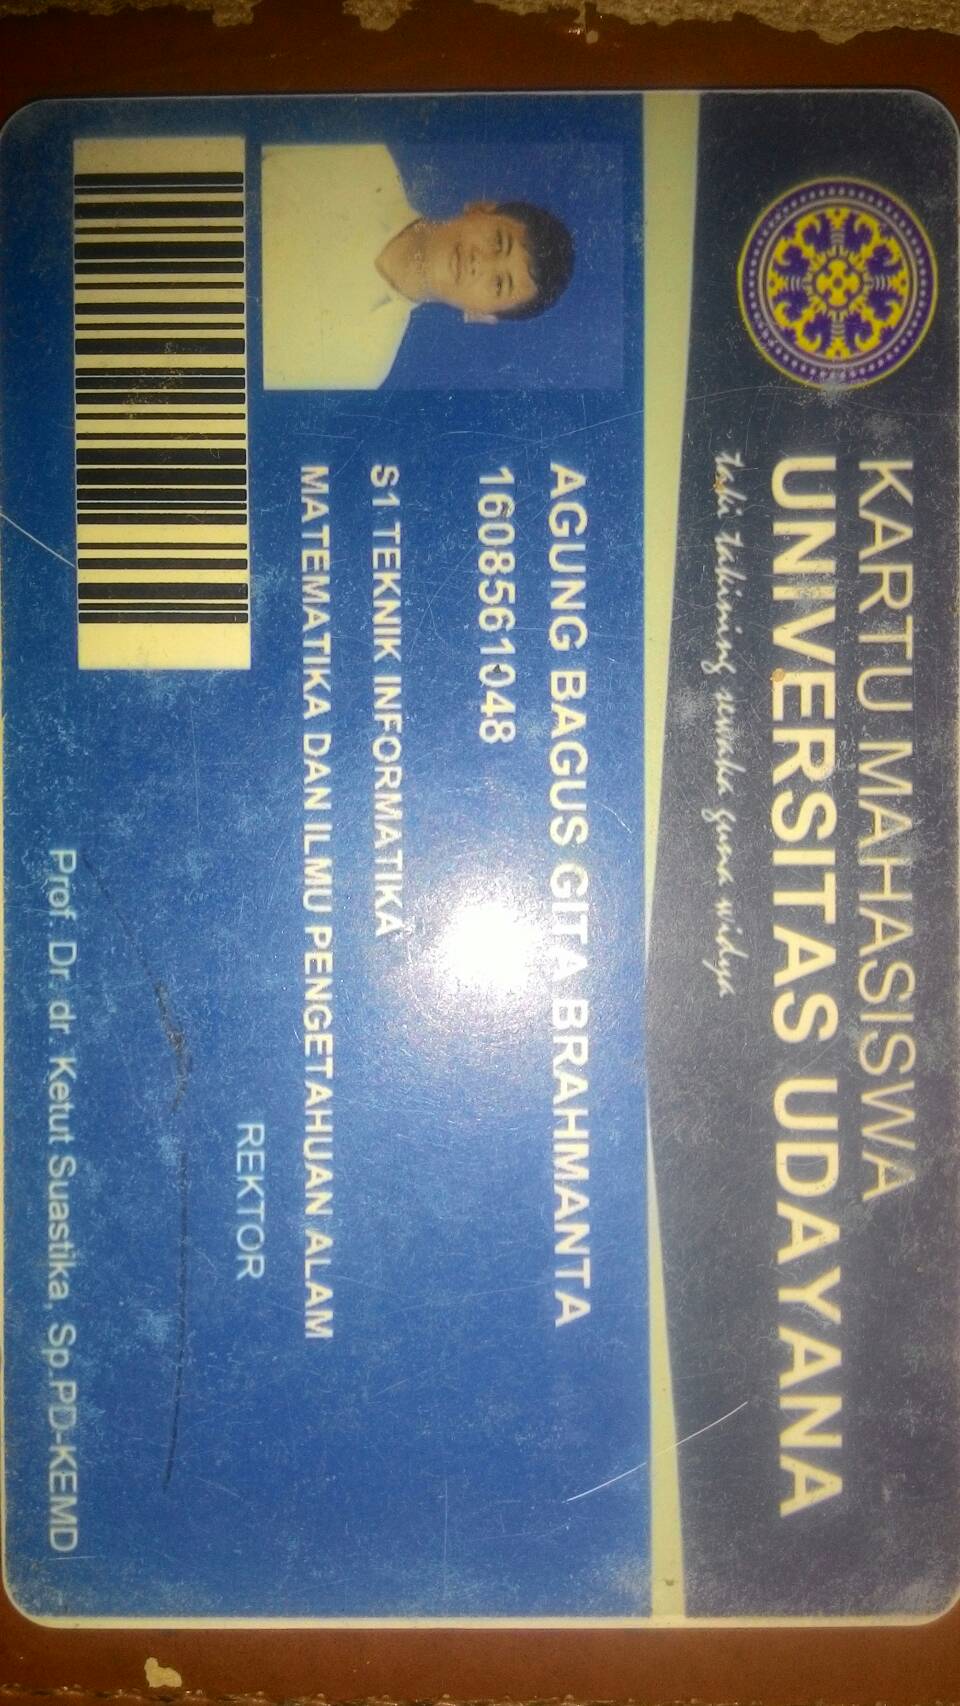 KARTU MAHASISWA
UNIVERSITAS UDAYANA
taki takining sewaka guna widya
AGUNG BAGUS GITA BRAHMANTA
1608561048
S1 TEKNIK INFORMATIKA
MATEMATIKA DAN ILMU PENGETAHUAN ALAM
REKTOR
Prof. Dr. dr. Ketut Suastika, Sp.PD-KEMD